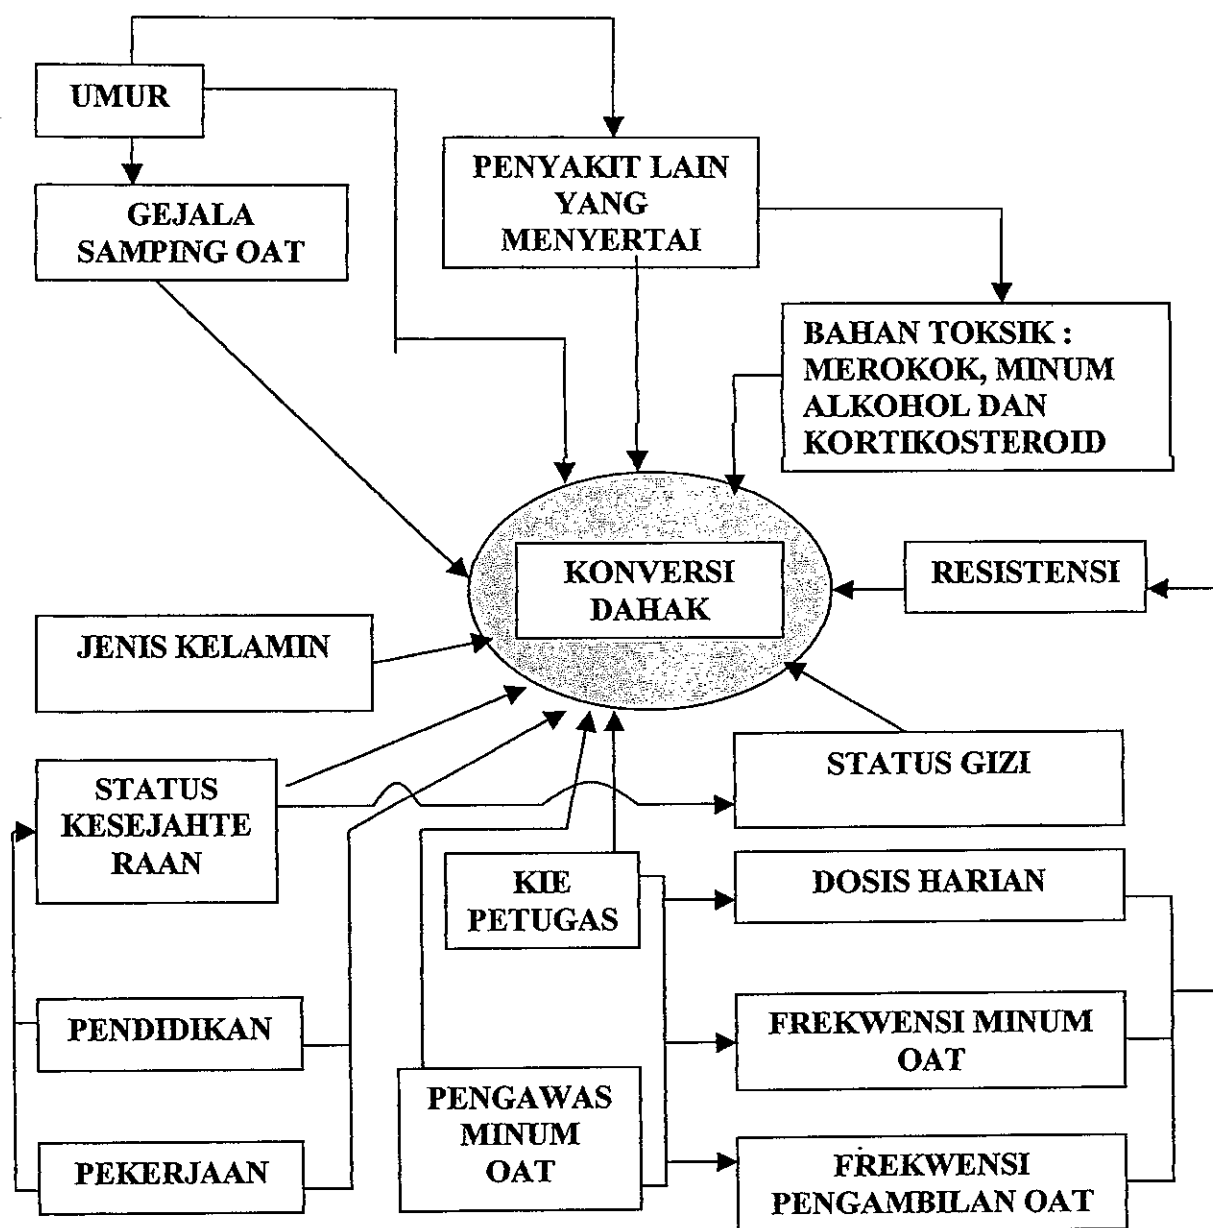 UMUR
PENYAKIT LAIN
YANG
MENYERTAI
GEJALA
SAMPING OAT
BAHAN TOKSIK :
MEROKOK, MINUM
ALKOHOL DAN
KORTIKOSTEROID
KONVERSI
DAHAK
RESISTENSI
JENIS KELAMIN
STATUS
KESEJAHTE
RAAN
STATUS GIZI
KIE
PETUGAS
DOSIS HARIAN
PENDIDIKAN
FREKWENSI MINUM
OAT
PENGAWAS
MINUM
OAT
PEKERJAAN
FREKWENSI
PENGAMBILAN OAT